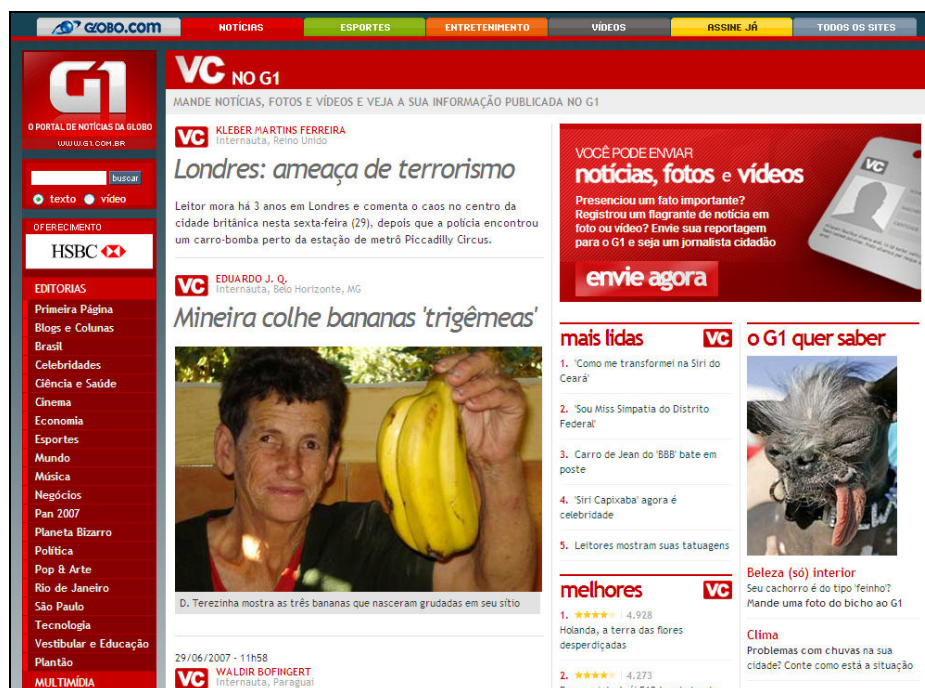 GLOBO.COM
NOTÍCIAS
ESPORTES
ENTRETENIMENTO
VÍDEOS
ASSINE JÁ
TODOS OS SITES
G1
O PORTAL DE NOTÍCIAS DA GLOBO
WWW.G1.COM.BR
buscar
texto vídeo
OFERECIMENTO
HSBC
EDITORIAS
Primeira Página
Blogs e Colunas
Brasil
Celebridades
Ciência e Saúde
Cinema
Economia
Esportes
Mundo
Música
Negócios
Pan 2007
Planeta Bizarro
Política
Pop & Arte
Rio de Janeiro
São Paulo
Tecnologia
Vestibular e Educação
Plantão
MULTIMÍDIA
VC NO G1
MANDE NOTÍCIAS, FOTOS E VÍDEOS E VEJA A SUA INFORMAÇÃO PUBLICADA NO G1
VC
KLEBER MARTINS FERREIRA
Internauta, Reino Unido
Londres: ameaça de terrorismo
Leitor mora há 3 anos em Londres e comenta o caos no centro da
cidade britânica nesta sexta-feira (29), depois que a polícia encontrou
um carro-bomba perto da estação de metrô Piccadilly Circus.
VC
EDUARDO J. Q.
Internauta, Belo Horizonte, MG
Mineira colhe bananas 'trigêmeas'
D. Terezinha mostra as três bananas que nasceram grudadas em seu sítio
29/06/2007 - 11h58
VC
WALDIR BOFINGERT
Internauta, Paraguai
VOCÊ PODE ENVIAR
notícias, fotos e vídeos
Presenciou um fato importante?
Registrou um flagrante de notícia em
foto ou vídeo? Envie sua reportagem
para o G1 e seja um jornalista cidadão
envie agora
VC
mais lidas VC
1. 'Como me transformei na Siri do
Ceará'
2. 'Sou Miss Simpatia do Distrito
Federal'
3. Carro de Jean do 'BBB' bate em
poste
4. 'Siri Capixaba' agora é
celebridade
5. Leitores mostram suas tatuagens
melhores VC
1. 4.928
Holanda, a terra das flores
desperdiçadas
2. 4.273
o G1 quer saber
Beleza (só) interior
Seu cachorro é do tipo 'feinho'?
Mande uma foto do bicho ao G1
Clima
Problemas com chuvas na sua
cidade? Conte como está a situação